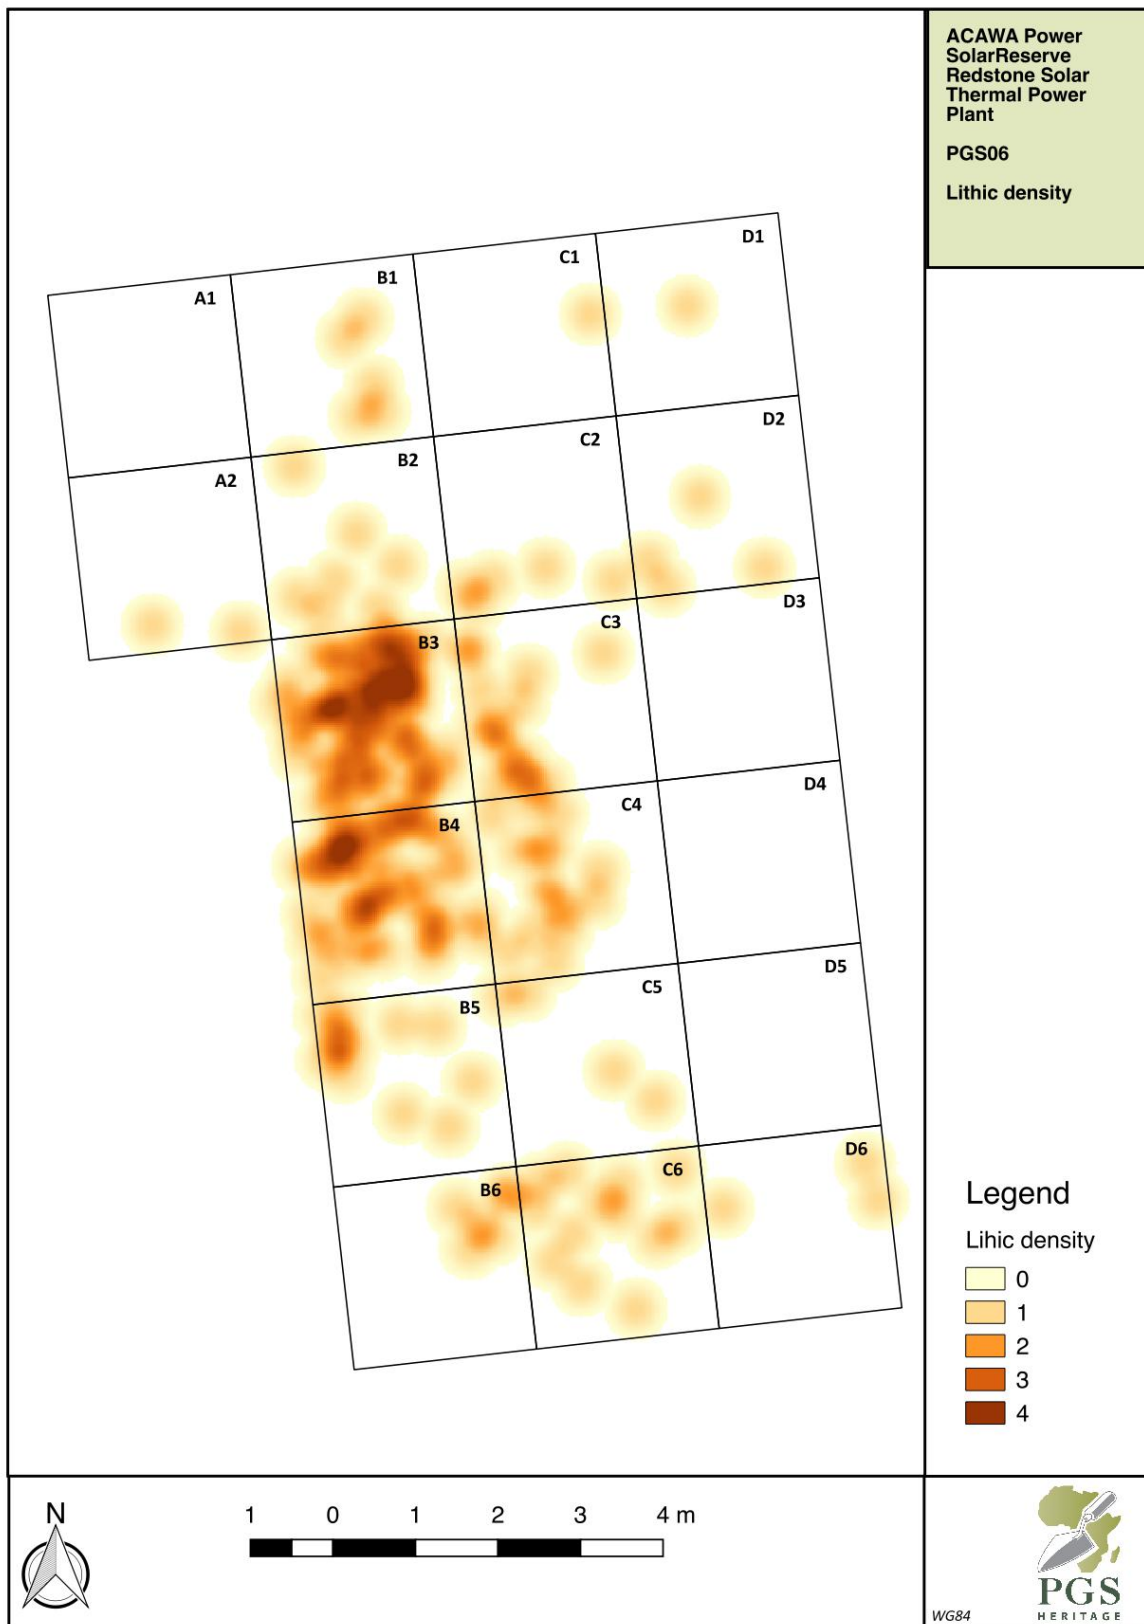 ACAWA Power
SolarReserve
Redstone Solar
Thermal Power
Plant
PGS06
Lithic density
D1
C1
B1
A1
D2
C2
B2
A2
D3
C3
B3
D4
C4
B4
D5
C5
B5
D6
C6
B6
Legend
Lihic density
0
1
2
3
4
N
1 0 1 2 3 4 m
PGS
HERITAGE
WG84